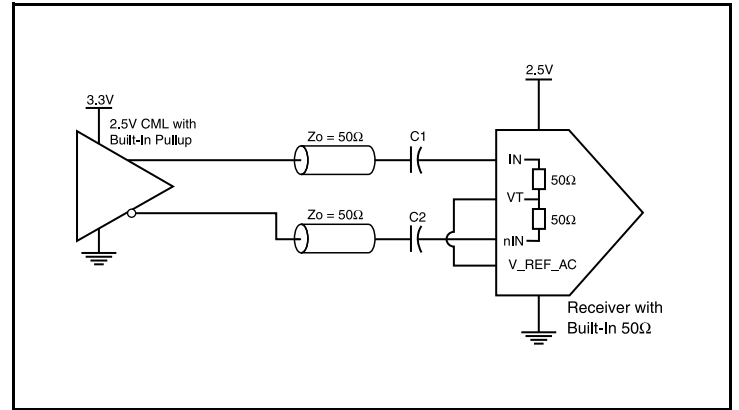 2.5V
3.3V
2.5V CML with
Built-In Pullup
Zo = 50Ω
C1
IN
50Ω
VT
Zo = 50Ω
C2
50Ω
nIN
V_REF_AC
Receiver with
Built-In 50Ω